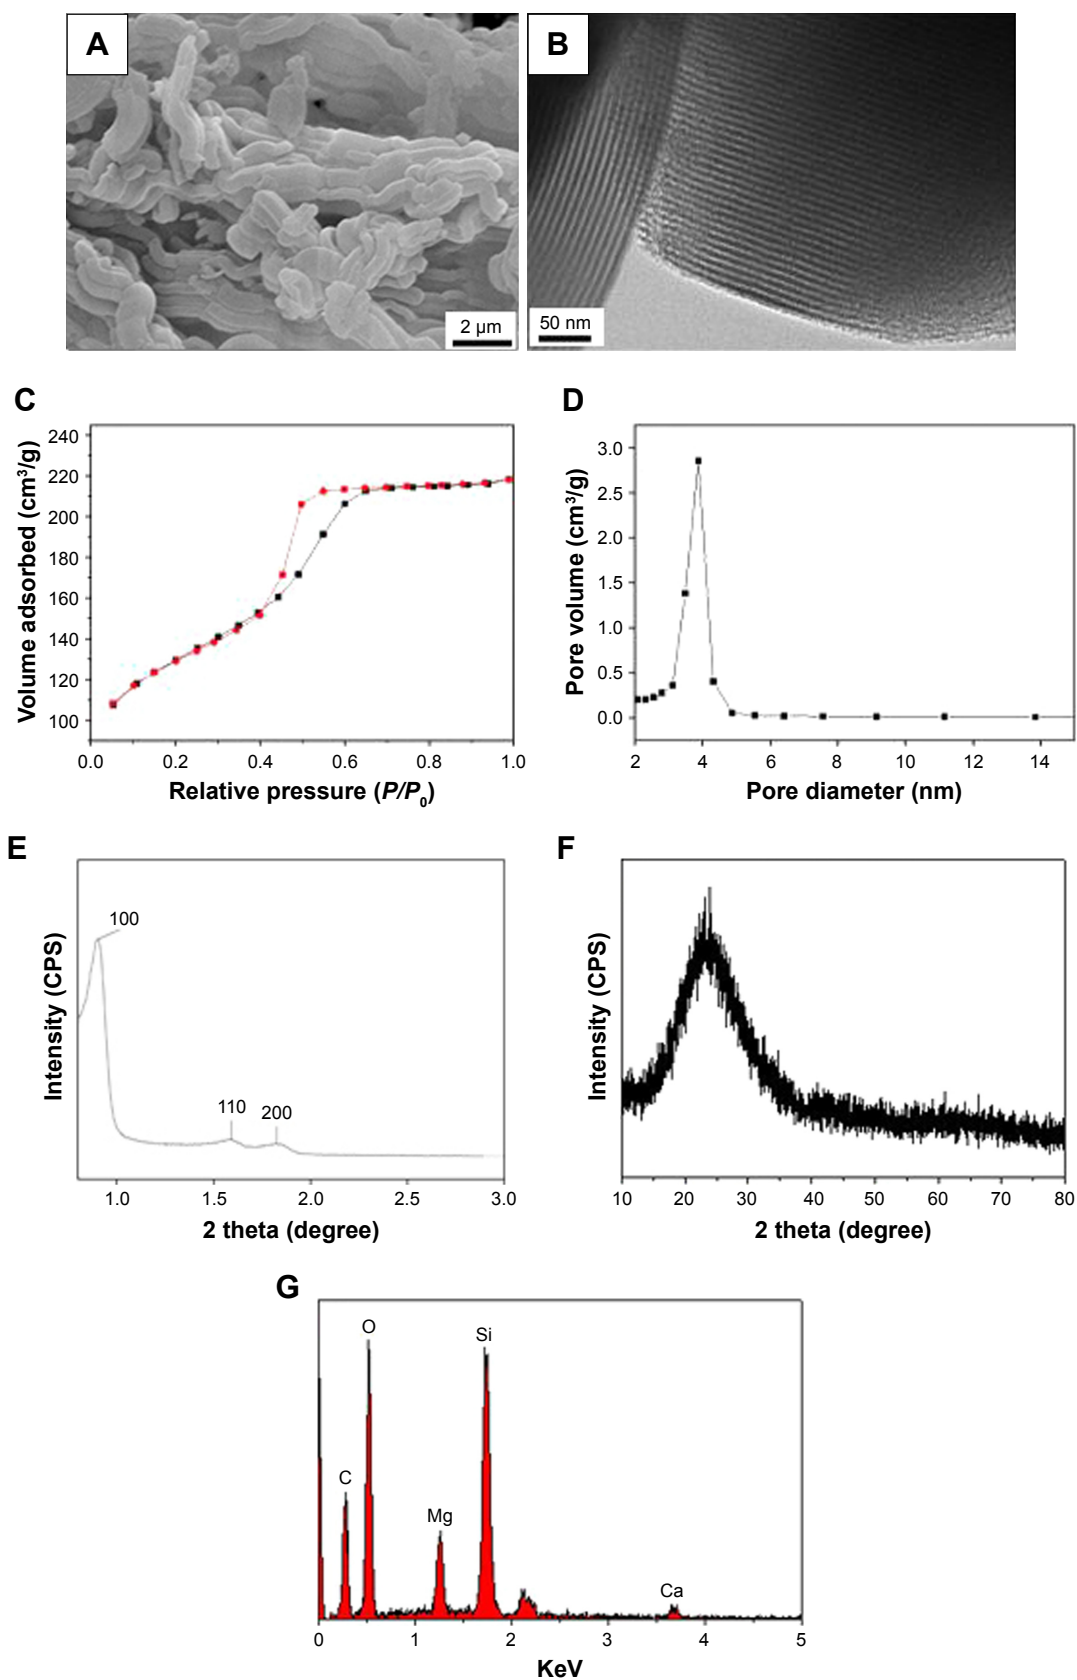 A
B
2 μm
50 nm
C
D
Volume adsorbed (cm³/g)
240
220
200
180
160
140
120
100
0.0 0.2 0.4 0.6 0.8 1.0
Relative pressure (P/P₀)
Pore volume (cm³/g)
3.0
2.5
2.0
1.5
1.0
0.5
0.0
2 4 6 8 10 12 14
Pore diameter (nm)
E
F
Intensity (CPS)
100
110
200
1.0 1.5 2.0 2.5 3.0
2 theta (degree)
Intensity (CPS)
10 20 30 40 50 60 70 80
2 theta (degree)
G
O
Si
C
Mg
Ca
0 1 2 3 4 5
KeV